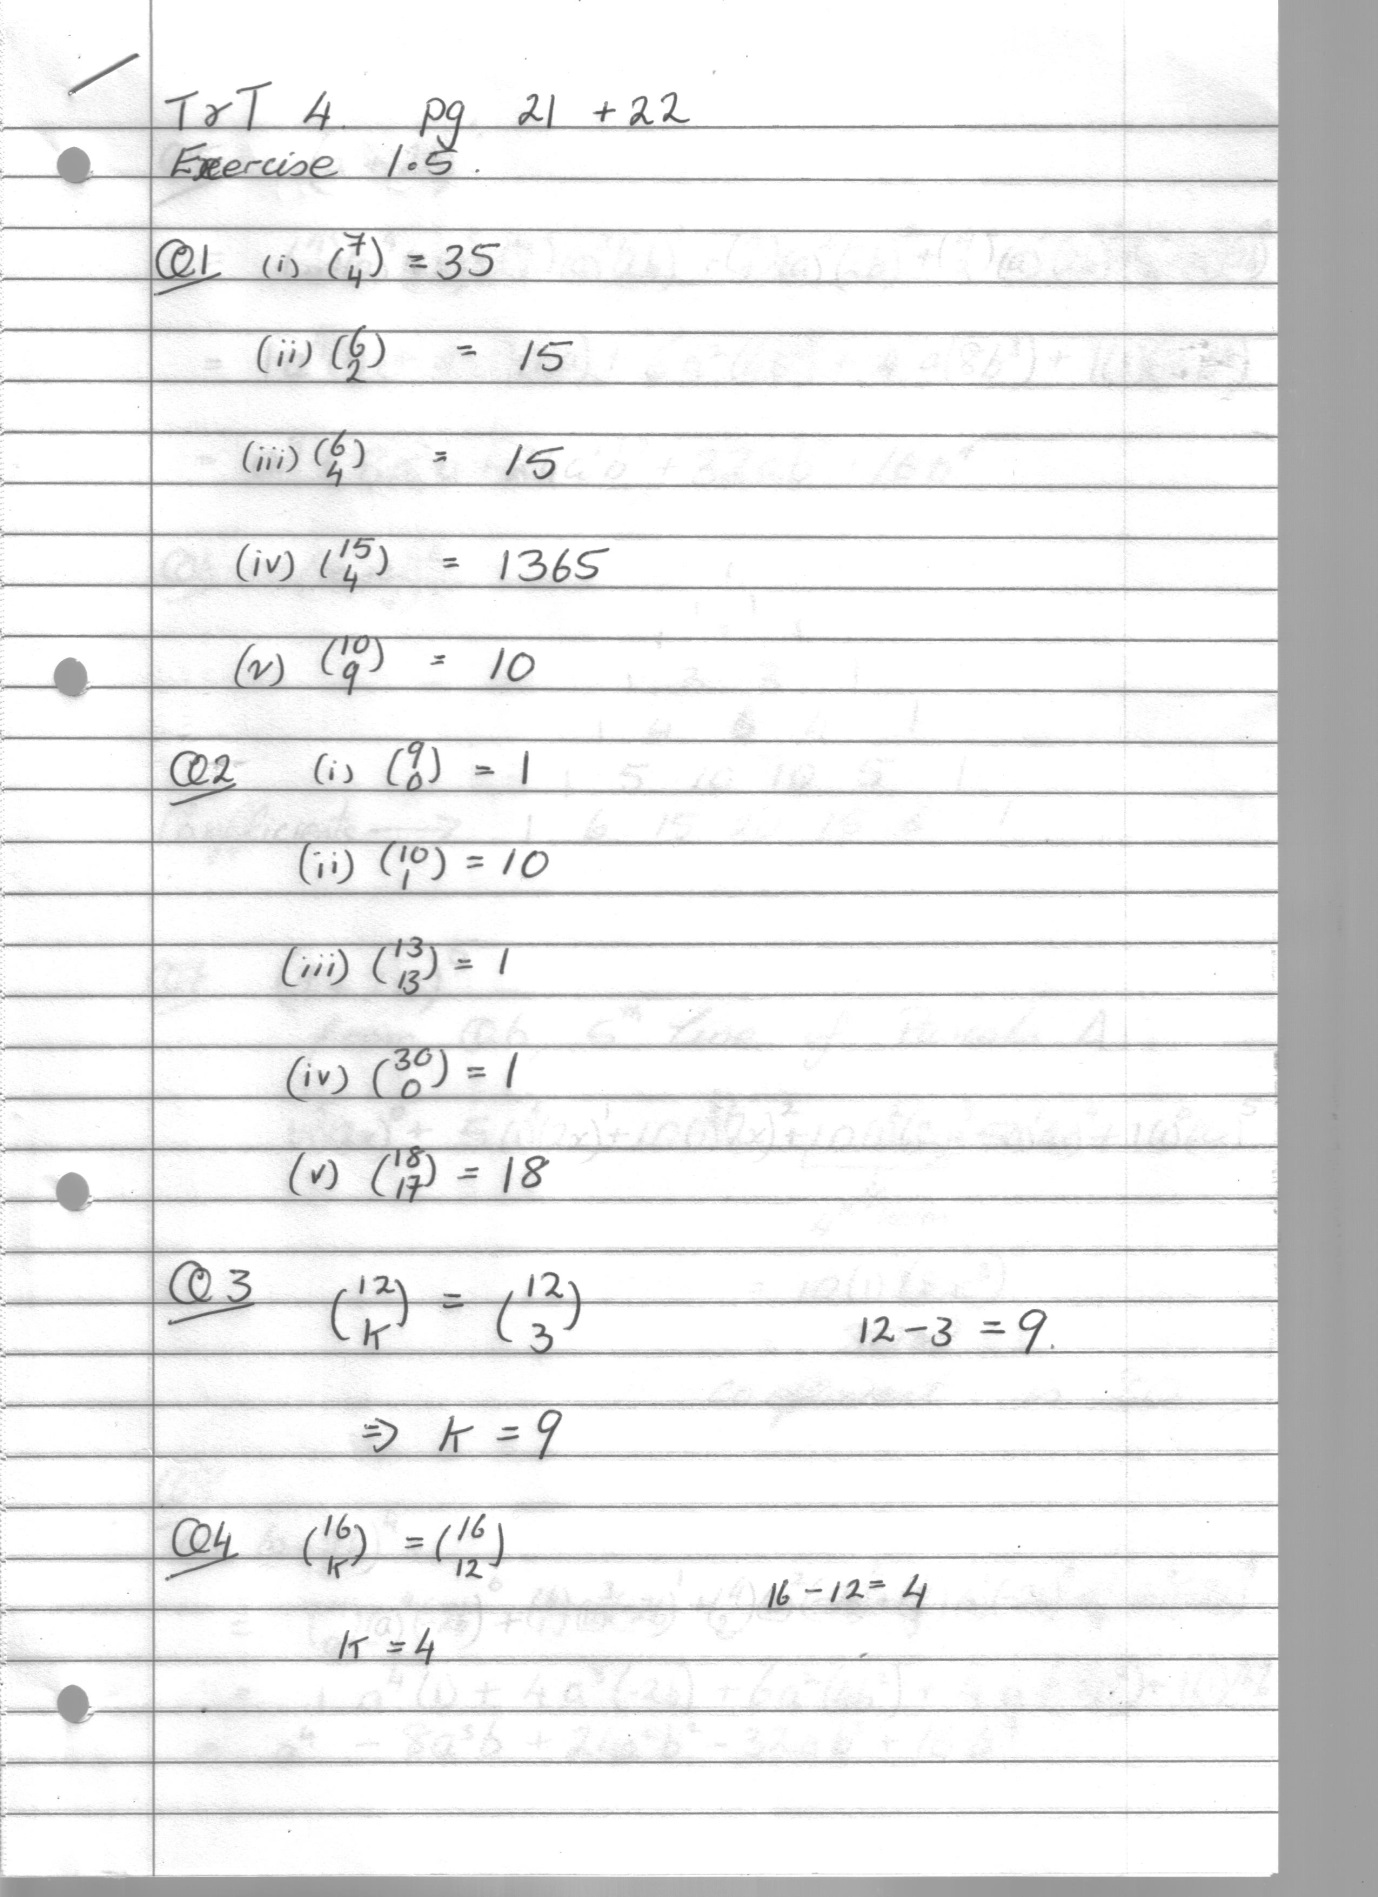 T&T 4. pg 21 + 22
Exercise 1.5.
Q1 (i) (7 4) = 35
(ii) (6 2) = 15
(iii) (6 4) = 15
(iv) (15 4) = 1365
(v) (10 9) = 10
Q2 (i) (9 0) = 1
(ii) (10 1) = 10
(iii) (13 13) = 1
(iv) (30 0) = 1
(v) (18 17) = 18
Q3 (12 K) = (12 3)
12 - 3 = 9.
⇒ K = 9
Q4 (16 K) = (16 12)
16 - 12 = 4
K = 4